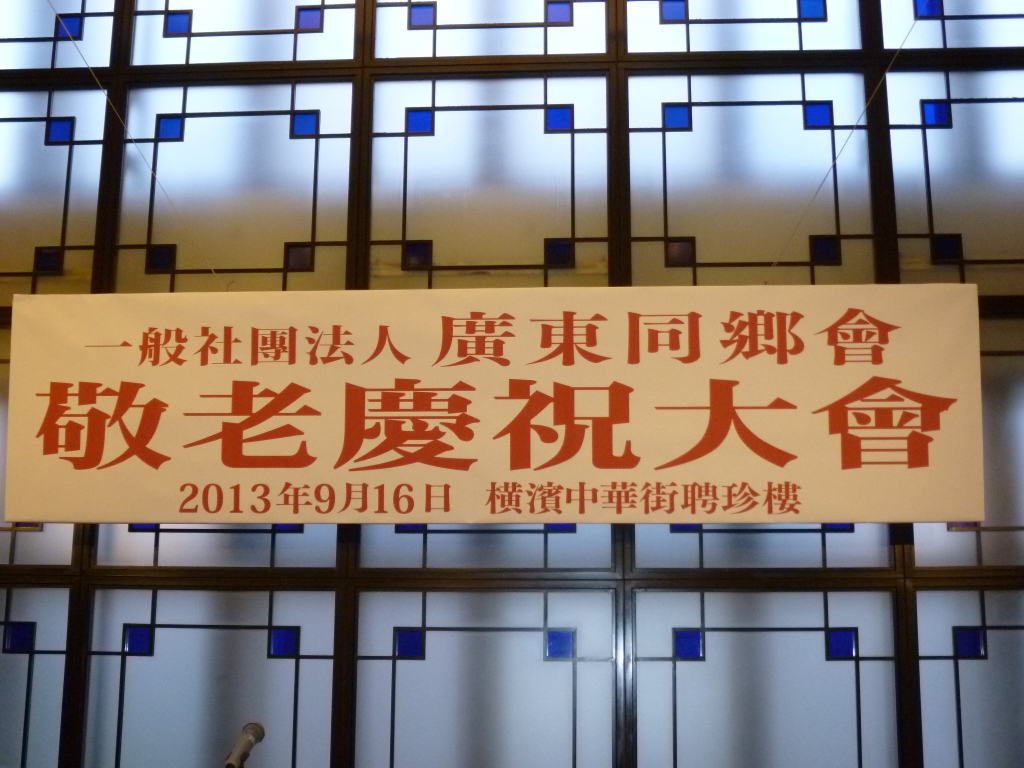 一般社團法人 廣東同鄉會
敬老慶祝大會
2013年9月16日 橫濱中華街聘珍樓